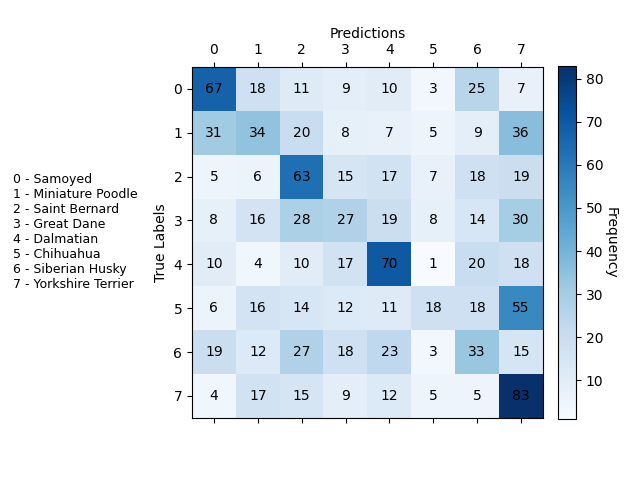 Predictions
0 1 2 3 4 5 6 7
0 67 18 11 9 10 3 25 7
1 31 34 20 8 7 5 9 36
2 5 6 63 15 17 7 18 19
3 8 16 28 27 19 8 14 30
4 10 4 10 17 70 1 20 18
5 6 16 14 12 11 18 18 55
6 19 12 27 18 23 3 33 15
7 4 17 15 9 12 5 5 83
True Labels
0 - Samoyed
1 - Miniature Poodle
2 - Saint Bernard
3 - Great Dane
4 - Dalmatian
5 - Chihuahua
6 - Siberian Husky
7 - Yorkshire Terrier
80
70
60
50
40
30
20
10
Frequency